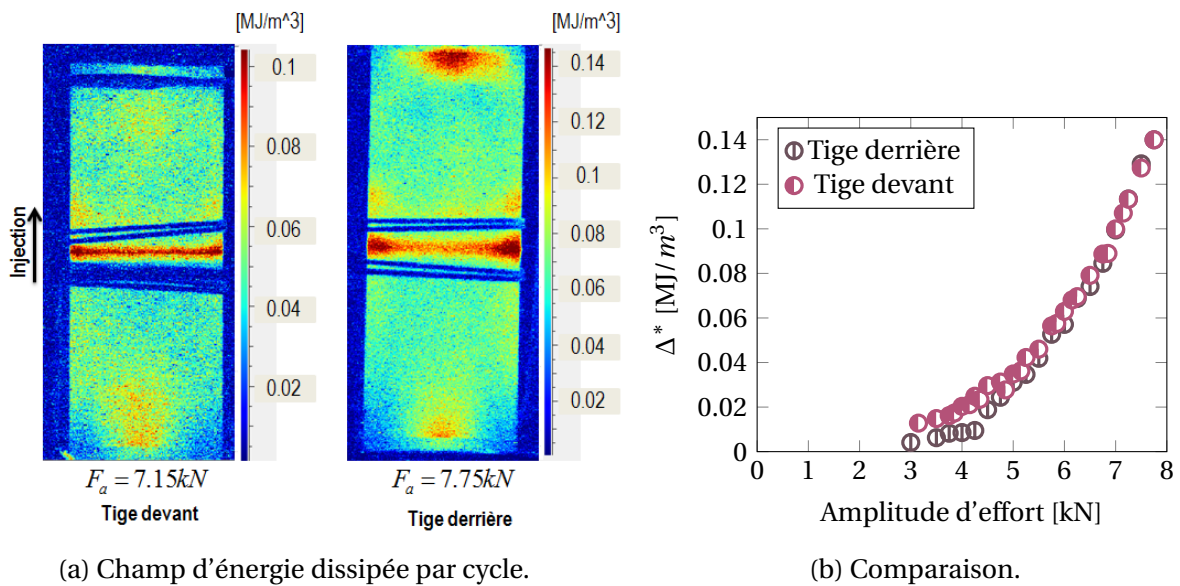 [MJ/m^3]
0.1
0.08
0.06
0.04
0.02
Injection
F_a = 7.15kN
Tige devant
[MJ/m^3]
0.14
0.12
0.1
0.08
0.06
0.04
0.02
F_a = 7.75kN
Tige derrière
(a) Champ d'énergie dissipée par cycle.
Tige derrière
Tige devant
Δ* [MJ/m³]
0.14
0.12
0.1
0.08
0.06
0.04
0.02
0
0 1 2 3 4 5 6 7 8
Amplitude d'effort [kN]
(b) Comparaison.